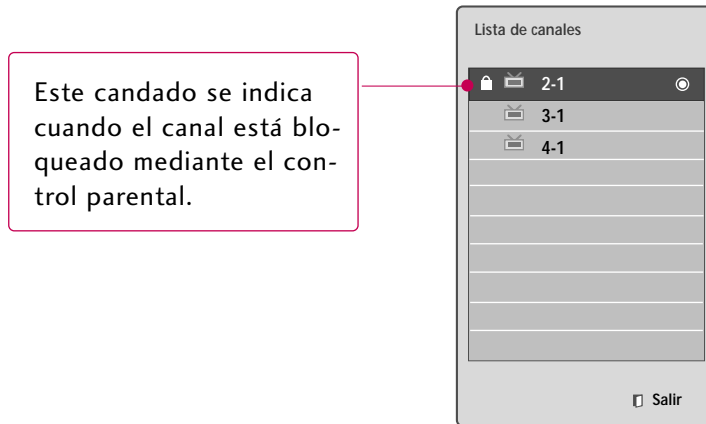 Lista de canales
Este candado se indica
cuando el canal está blo-
queado mediante el con-
trol parental.
2-1
3-1
4-1
Salir